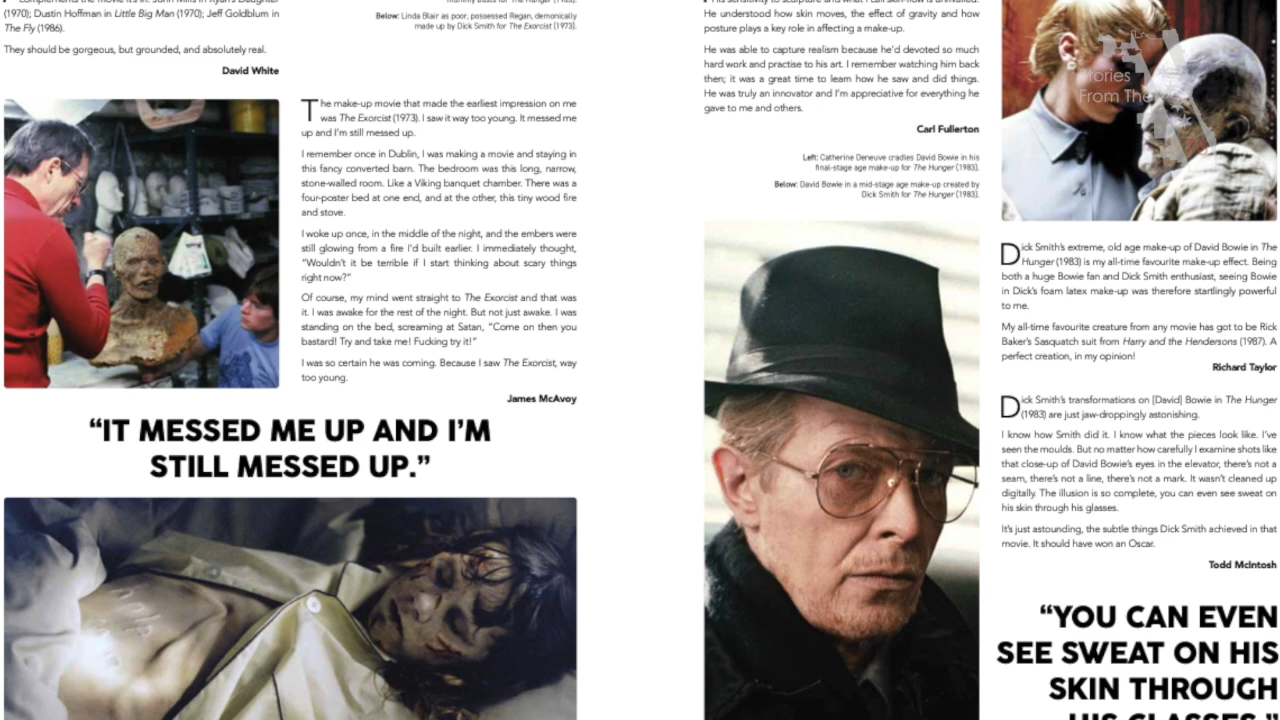 complements the movie it's in. John Mills in Ryan's Daughter
(1970); Dustin Hoffman in Little Big Man (1970); Jeff Goldblum in
The Fly (1986).
They should be gorgeous, but grounded, and absolutely real.
David White
Below: Linda Blair as poor, possessed Regan, demonically
made up by Dick Smith for The Exorcist (1973).
The make-up movie that made the earliest impression on me
was The Exorcist (1973). I saw it way too young. It messed me
up and I'm still messed up.
I remember once in Dublin, I was making a movie and staying in
this fancy converted barn. The bedroom was this long, narrow,
stone-walled room. Like a Viking banquet chamber. There was a
four-poster bed at one end, and at the other, this tiny wood fire
and stove.
I woke up once, in the middle of the night, and the embers were
still glowing from a fire I'd built earlier. I immediately thought,
"Wouldn't it be terrible if I start thinking about scary things
right now?"
Of course, my mind went straight to The Exorcist and that was
it. I was awake for the rest of the night. But not just awake. I was
standing on the bed, screaming at Satan, "Come on then you
bastard! Try and take me! Fucking try it!"
I was so certain he was coming. Because I saw The Exorcist, way
too young.
James McAvoy
"IT MESSED ME UP AND I'M
STILL MESSED UP."
His sensitivity to sculpture and what I call skin-flow is unrivalled.
He understood how skin moves, the effect of gravity and how
posture plays a key role in affecting a make-up.
He was able to capture realism because he'd devoted so much
hard work and practise to his art. I remember watching him back
then; it was a great time to learn how he saw and did things.
He was truly an innovator and I'm appreciative for everything he
gave to me and others.
Carl Fullerton
Left: Catherine Deneuve cradles David Bowie in his
final-stage age make-up for The Hunger (1983).
Below: David Bowie in a mid-stage age make-up created by
Dick Smith for The Hunger (1983).
tories
From The
Dick Smith's extreme, old age make-up of David Bowie in The
Hunger (1983) is my all-time favourite make-up effect. Being
both a huge Bowie fan and Dick Smith enthusiast, seeing Bowie
in Dick's foam latex make-up was therefore startlingly powerful
to me.
My all-time favourite creature from any movie has got to be Rick
Baker's Sasquatch suit from Harry and the Hendersons (1987). A
perfect creation, in my opinion!
Richard Taylor
Dick Smith's transformations on [David] Bowie in The Hunger
(1983) are just jaw-droppingly astonishing.
I know how Smith did it. I know what the pieces look like. I've
seen the moulds. But no matter how carefully I examine shots like
that close-up of David Bowie's eyes in the elevator, there's not a
seam, there's not a line, there's not a mark. It wasn't cleaned up
digitally. The illusion is so complete, you can even see sweat on
his skin through his glasses.
It's just astounding, the subtle things Dick Smith achieved in that
movie. It should have won an Oscar.
Todd McIntosh
"YOU CAN EVEN
SEE SWEAT ON HIS
SKIN THROUGH
HIS GLASSES."